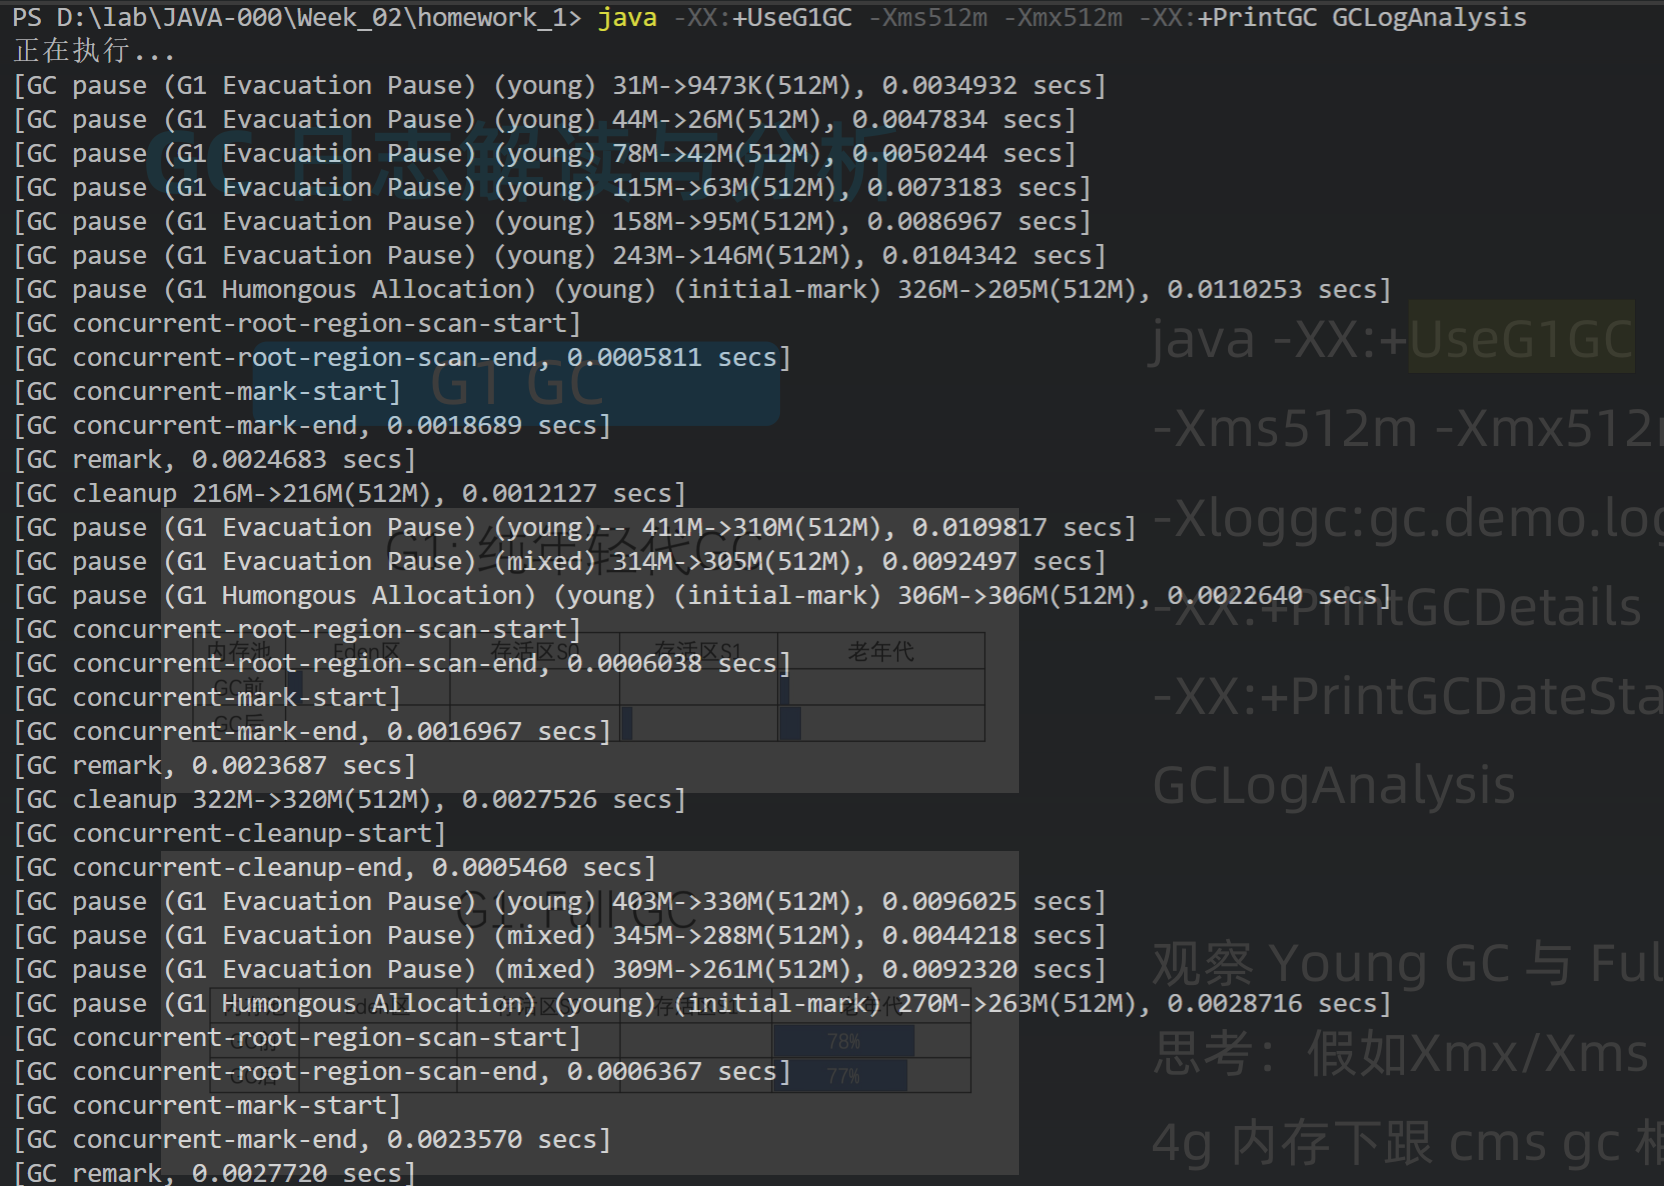 PS D:\lab\JAVA-000\Week_02\homework_1> java -XX:+UseG1GC -Xms512m -Xmx512m -XX:+PrintGC GCLogAnalysis
正在执行...
[GC pause (G1 Evacuation Pause) (young) 31M->9473K(512M), 0.0034932 secs]
[GC pause (G1 Evacuation Pause) (young) 44M->26M(512M), 0.0047834 secs]
[GC pause (G1 Evacuation Pause) (young) 78M->42M(512M), 0.0050244 secs]
[GC pause (G1 Evacuation Pause) (young) 115M->63M(512M), 0.0073183 secs]
[GC pause (G1 Evacuation Pause) (young) 158M->95M(512M), 0.0086967 secs]
[GC pause (G1 Evacuation Pause) (young) 243M->146M(512M), 0.0104342 secs]
[GC pause (G1 Humongous Allocation) (young) (initial-mark) 326M->205M(512M), 0.0110253 secs]
[GC concurrent-root-region-scan-start]
[GC concurrent-root-region-scan-end, 0.0005811 secs]
[GC concurrent-mark-start]
[GC concurrent-mark-end, 0.0018689 secs]
[GC remark, 0.0024683 secs]
[GC cleanup 216M->216M(512M), 0.0012127 secs]
[GC pause (G1 Evacuation Pause) (young)-- 411M->310M(512M), 0.0109817 secs]
[GC pause (G1 Evacuation Pause) (mixed) 314M->305M(512M), 0.0092497 secs]
[GC pause (G1 Humongous Allocation) (young) (initial-mark) 306M->306M(512M), 0.0022640 secs]
[GC concurrent-root-region-scan-start]
[GC concurrent-root-region-scan-end, 0.0006038 secs]
[GC concurrent-mark-start]
[GC concurrent-mark-end, 0.0016967 secs]
[GC remark, 0.0023687 secs]
[GC cleanup 322M->320M(512M), 0.0027526 secs]
[GC concurrent-cleanup-start]
[GC concurrent-cleanup-end, 0.0005460 secs]
[GC pause (G1 Evacuation Pause) (young) 403M->330M(512M), 0.0096025 secs]
[GC pause (G1 Evacuation Pause) (mixed) 345M->288M(512M), 0.0044218 secs]
[GC pause (G1 Evacuation Pause) (mixed) 309M->261M(512M), 0.0092320 secs]
[GC pause (G1 Humongous Allocation) (young) (initial-mark) 270M->263M(512M), 0.0028716 secs]
[GC concurrent-root-region-scan-start]
[GC concurrent-root-region-scan-end, 0.0006367 secs]
[GC concurrent-mark-start]
[GC concurrent-mark-end, 0.0023570 secs]
[GC remark, 0.0027720 secs]
GC 日志解读与分析
G1 GC
G1: 纯年轻代GC
内存池 Eden区 存活区S0 存活区S1 老年代
GC前
GC后
G1: Full GC
老年代
78%
77%
java -XX:+UseG1GC
-Xms512m -Xmx512
-Xloggc:gc.demo.log
-XX:+PrintGCDetails
-XX:+PrintGCDateSta
GCLogAnalysis
观察 Young GC 与 Ful
思考：假如Xmx/Xms
4g 内存下跟 cms gc